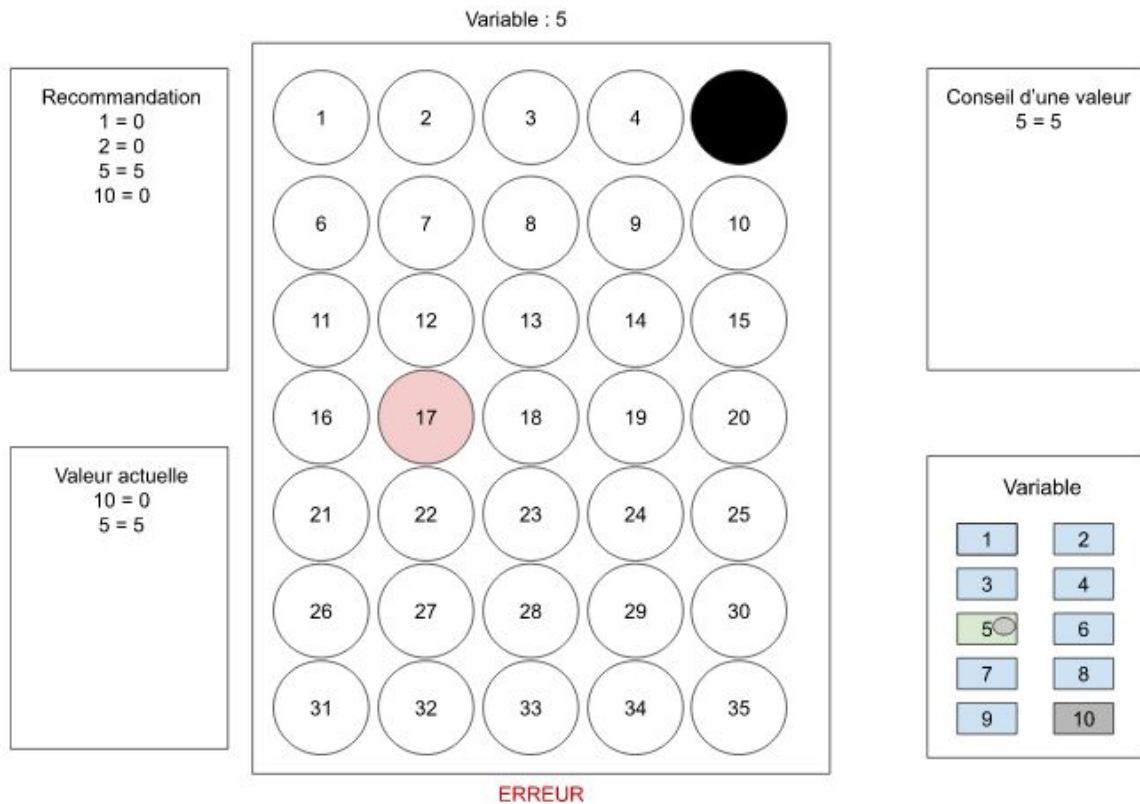 Variable : 5
Recommandation
1 = 0
2 = 0
5 = 5
10 = 0
Valeur actuelle
10 = 0
5 = 5
1 2 3 4
6 7 8 9 10
11 12 13 14 15
16 17 18 19 20
21 22 23 24 25
26 27 28 29 30
31 32 33 34 35
ERREUR
Conseil d'une valeur
5 = 5
Variable
1 2
3 4
5 6
7 8
9 10